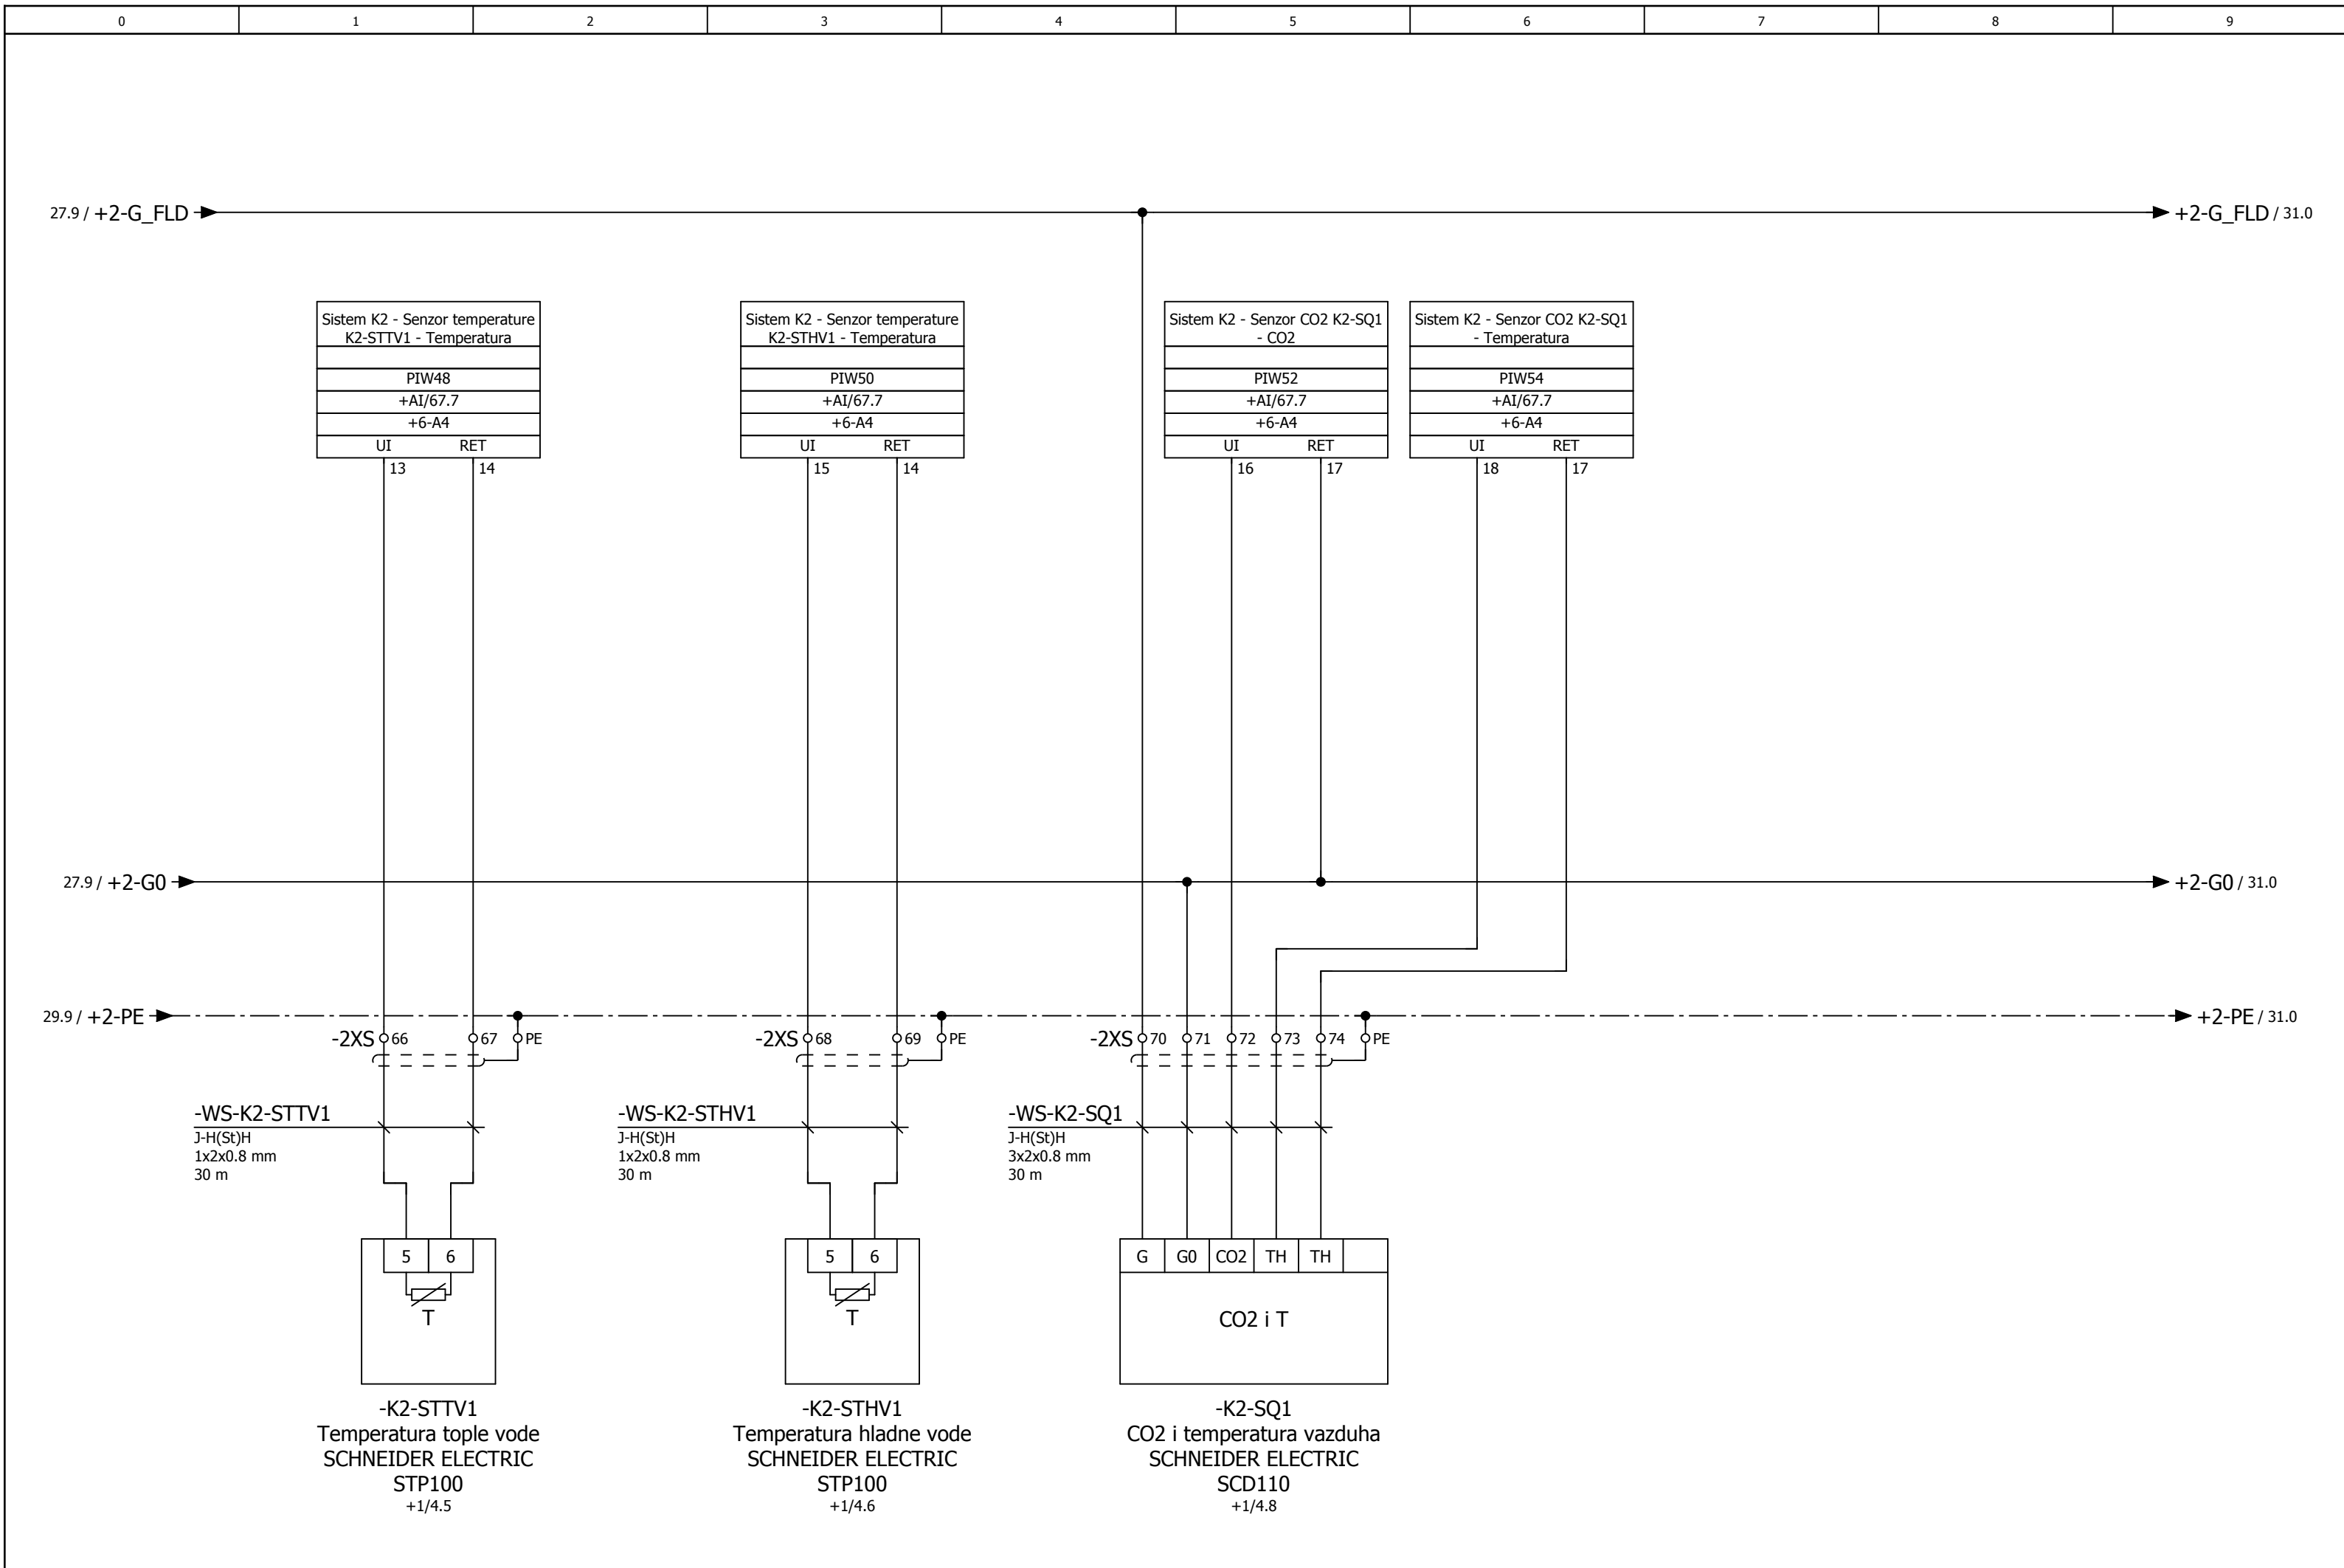 0 1 2 3 4 5 6 7 8 9
27.9 / +2-G_FLD +2-G_FLD / 31.0
Sistem K2 - Senzor temperature
K2-STTV1 - Temperatura
PIW48
+AI/67.7
+6-A4
UI RET
13 14
Sistem K2 - Senzor temperature
K2-STHV1 - Temperatura
PIW50
+AI/67.7
+6-A4
UI RET
15 14
Sistem K2 - Senzor CO2 K2-SQ1
- CO2
PIW52
+AI/67.7
+6-A4
UI RET
16 17
Sistem K2 - Senzor CO2 K2-SQ1
- Temperatura
PIW54
+AI/67.7
+6-A4
UI RET
18 17
27.9 / +2-G0 +2-G0 / 31.0
29.9 / +2-PE +2-PE / 31.0
-2XS 66 67 PE
-2XS 68 69 PE
-2XS 70 71 72 73 74 PE
-WS-K2-STTV1
J-H(St)H
1x2x0.8 mm
30 m
-WS-K2-STHV1
J-H(St)H
1x2x0.8 mm
30 m
-WS-K2-SQ1
J-H(St)H
3x2x0.8 mm
30 m
5 6
T
5 6
T
G G0 CO2 TH TH
CO2 i T
-K2-STTV1
Temperatura tople vode
SCHNEIDER ELECTRIC
STP100
+1/4.5
-K2-STHV1
Temperatura hladne vode
SCHNEIDER ELECTRIC
STP100
+1/4.6
-K2-SQ1
CO2 i temperatura vazduha
SCHNEIDER ELECTRIC
SCD110
+1/4.8